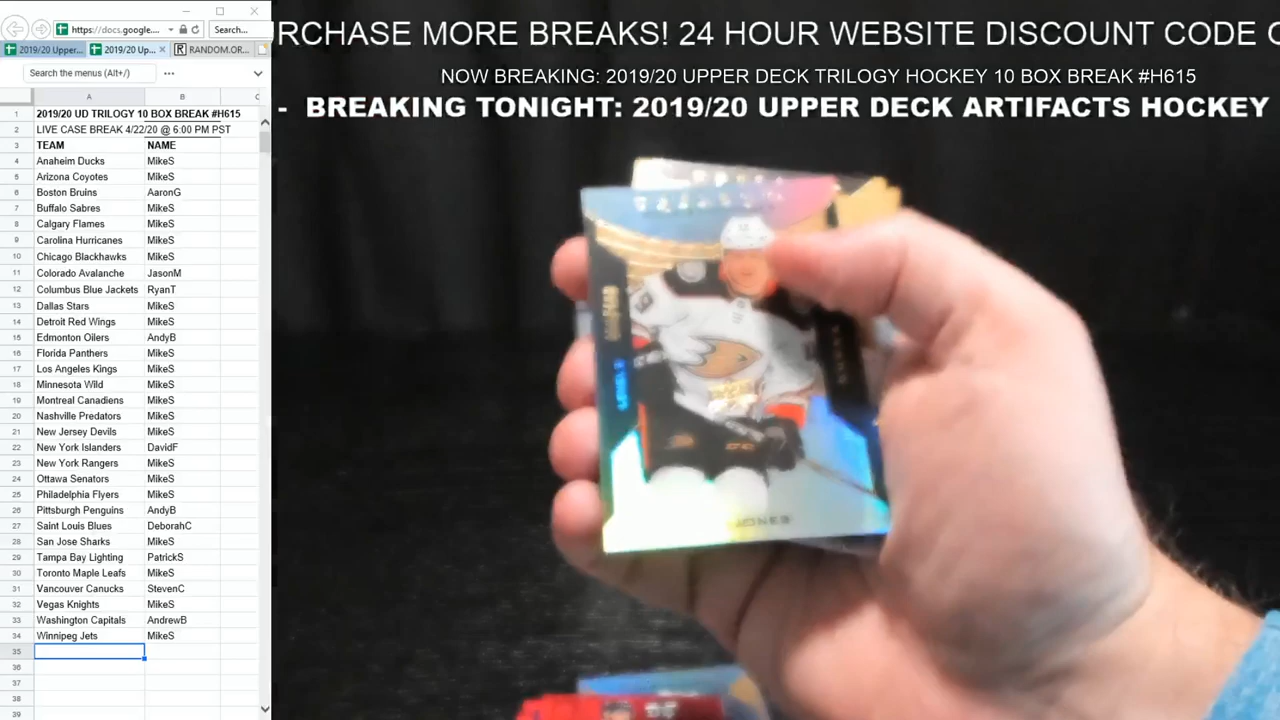 https://docs.google....
Search...
2019/20 Upper...
2019/20 Up...
RANDOM.OR...
Search the menus (Alt+/)
A B C
1 2019/20 UD TRILOGY 10 BOX BREAK #H615
2 LIVE CASE BREAK 4/22/20 @ 6:00 PM PST
3 TEAM NAME
4 Anaheim Ducks MikeS
5 Arizona Coyotes MikeS
6 Boston Bruins AaronG
7 Buffalo Sabres MikeS
8 Calgary Flames MikeS
9 Carolina Hurricanes MikeS
10 Chicago Blackhawks MikeS
11 Colorado Avalanche JasonM
12 Columbus Blue Jackets RyanT
13 Dallas Stars MikeS
14 Detroit Red Wings MikeS
15 Edmonton Oilers AndyB
16 Florida Panthers MikeS
17 Los Angeles Kings MikeS
18 Minnesota Wild MikeS
19 Montreal Canadiens MikeS
20 Nashville Predators MikeS
21 New Jersey Devils MikeS
22 New York Islanders DavidF
23 New York Rangers MikeS
24 Ottawa Senators MikeS
25 Philadelphia Flyers MikeS
26 Pittsburgh Penguins AndyB
27 Saint Louis Blues DeborahC
28 San Jose Sharks MikeS
29 Tampa Bay Lighting PatrickS
30 Toronto Maple Leafs MikeS
31 Vancouver Canucks StevenC
32 Vegas Knights MikeS
33 Washington Capitals AndrewB
34 Winnipeg Jets MikeS
35
36
37
38
39
RCHASE MORE BREAKS! 24 HOUR WEBSITE DISCOUNT CODE
NOW BREAKING: 2019/20 UPPER DECK TRILOGY HOCKEY 10 BOX BREAK #H615
- BREAKING TONIGHT: 2019/20 UPPER DECK ARTIFACTS HOCKEY
JONES